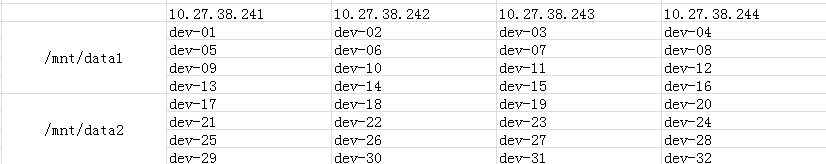 10.27.38.241 10.27.38.242 10.27.38.243 10.27.38.244
/mnt/data1
dev-01 dev-02 dev-03 dev-04
dev-05 dev-06 dev-07 dev-08
dev-09 dev-10 dev-11 dev-12
dev-13 dev-14 dev-15 dev-16
/mnt/data2
dev-17 dev-18 dev-19 dev-20
dev-21 dev-22 dev-23 dev-24
dev-25 dev-26 dev-27 dev-28
dev-29 dev-30 dev-31 dev-32